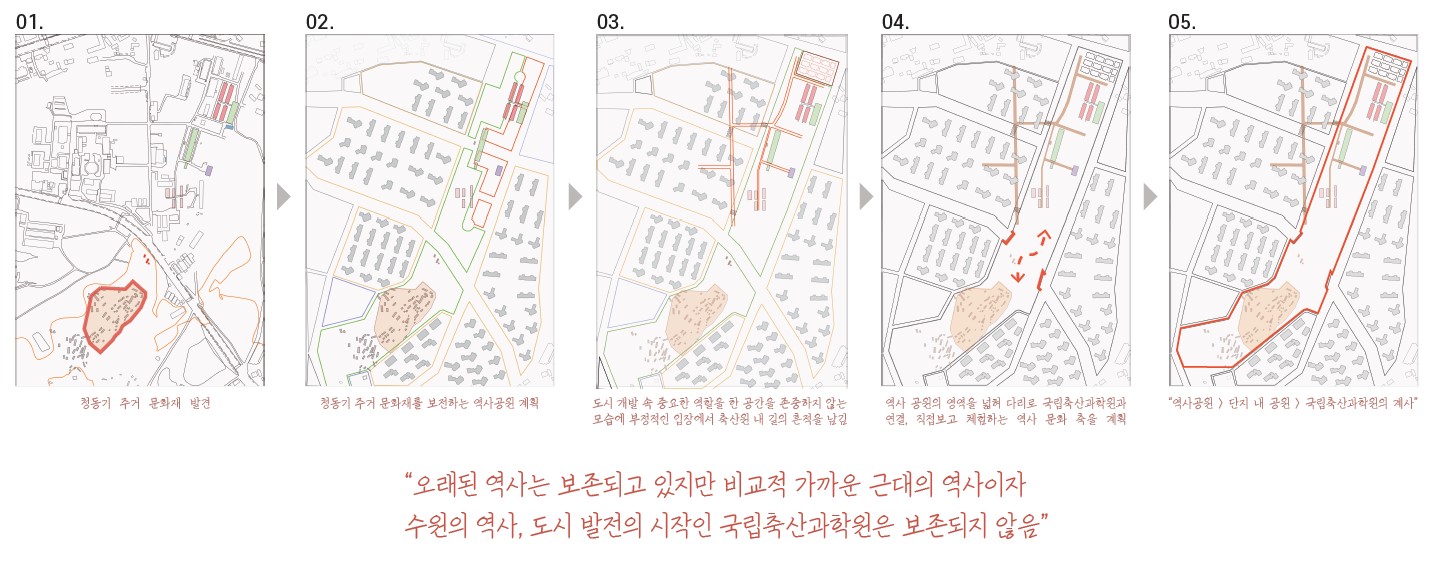 01.
02.
03.
04.
05.
청동기 주거 문화재 발견
청동기 주거 문화재를 보전하는 역사공원 계획
도시 개발 속 중요한 역할을 한 공간을 존중하지 않는
모습에 부정적인 입장에서 축산원 내 길의 흔적을 남김
역사 공원의 영역을 넓혀 다리로 국립축산과학원과
연결, 직접보고 체험하는 역사 문화 축을 계획
“역사공원 > 단지 내 공원 > 국립축산과학원의 계사”
“오래된 역사는 보존되고 있지만 비교적 가까운 근대의 역사이자
수원의 역사, 도시 발전의 시작인 국립축산과학원은 보존되지 않음”